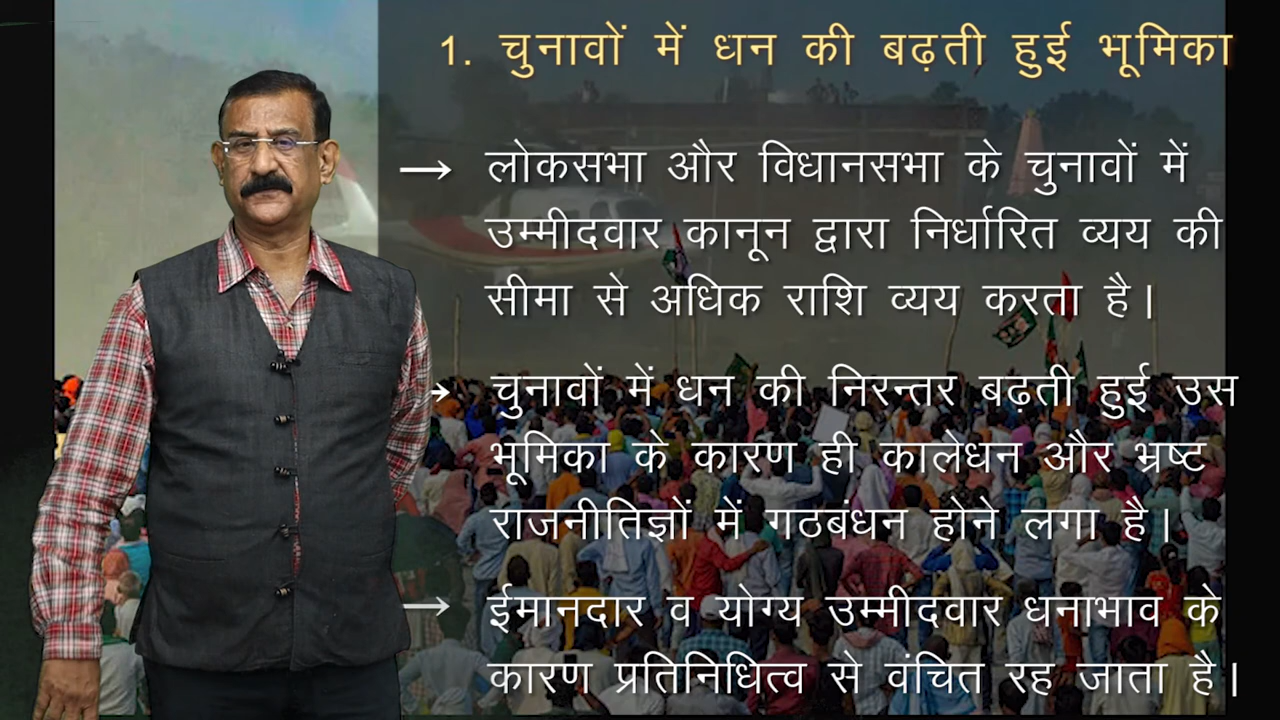 1. चुनावों में धन की बढ़ती हुई भूमिका
→ लोकसभा और विधानसभा के चुनावों में
उम्मीदवार कानून द्वारा निर्धारित व्यय की
सीमा से अधिक राशि व्यय करता है।
→ चुनावों में धन की निरन्तर बढ़ती हुई उस
भूमिका के कारण ही कालेधन और भ्रष्ट
राजनीतिज्ञों में गठबंधन होने लगा है।
→ ईमानदार व योग्य उम्मीदवार धनाभाव के
कारण प्रतिनिधित्व से वंचित रह जाता है।